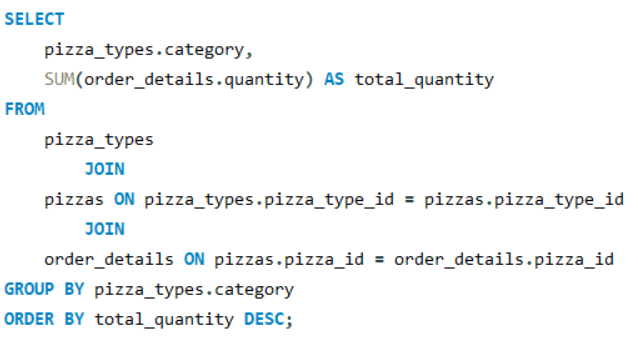 SELECT
pizza_types.category,
SUM(order_details.quantity) AS total_quantity
FROM
pizza_types
JOIN
pizzas ON pizza_types.pizza_type_id = pizzas.pizza_type_id
JOIN
order_details ON pizzas.pizza_id = order_details.pizza_id
GROUP BY pizza_types.category
ORDER BY total_quantity DESC;